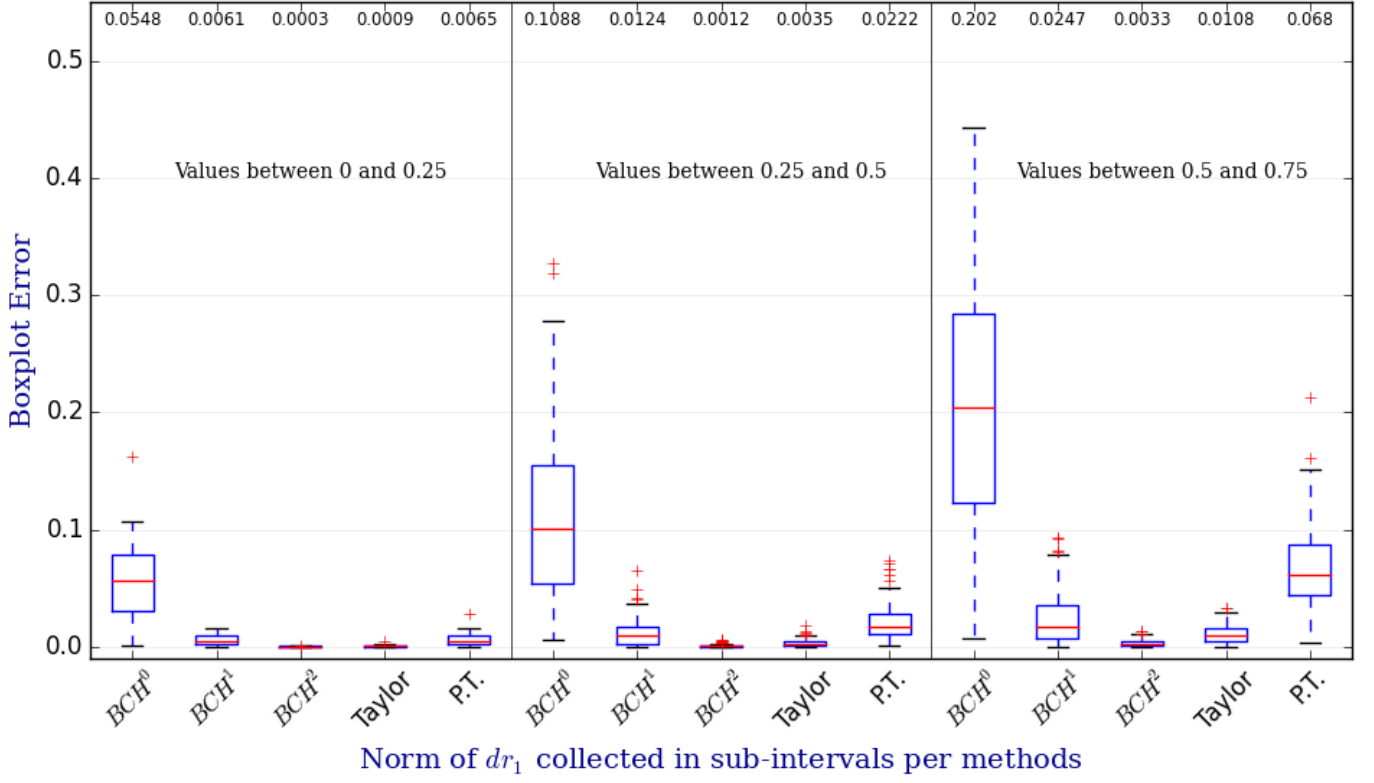 0.0548 0.0061 0.0003 0.0009 0.0065 0.1088 0.0124 0.0012 0.0035 0.0222 0.202 0.0247 0.0033 0.0108 0.068
0.5
Values between 0 and 0.25 Values between 0.25 and 0.5 Values between 0.5 and 0.75
0.4
0.3
0.2
0.1
0.0
Boxplot Error
BCH⁰ BCH¹ BCH² Taylor P.T. BCH⁰ BCH¹ BCH² Taylor P.T. BCH⁰ BCH¹ BCH² Taylor P.T.
Norm of dr₁ collected in sub-intervals per methods